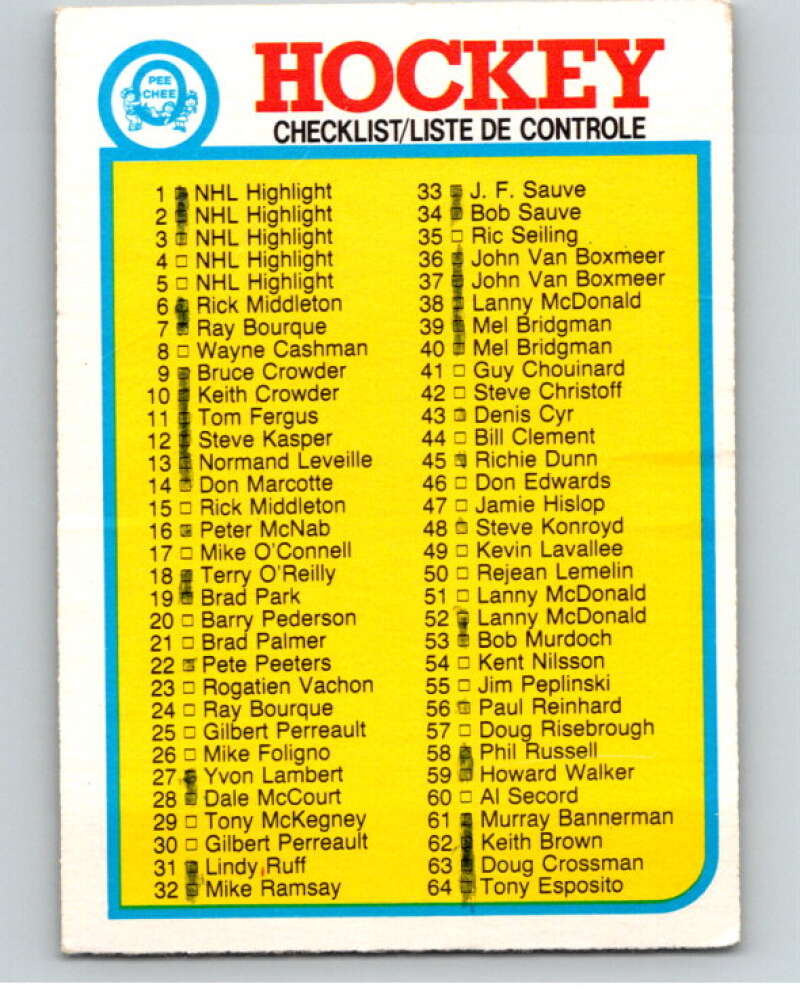 PEE
CHEE
HOCKEY
CHECKLIST/LISTE DE CONTROLE
1 NHL Highlight
2 NHL Highlight
3 NHL Highlight
4 NHL Highlight
5 NHL Highlight
6 Rick Middleton
7 Ray Bourque
8 Wayne Cashman
9 Bruce Crowder
10 Keith Crowder
11 Tom Fergus
12 Steve Kasper
13 Normand Leveille
14 Don Marcotte
15 Rick Middleton
16 Peter McNab
17 Mike O'Connell
18 Terry O'Reilly
19 Brad Park
20 Barry Pederson
21 Brad Palmer
22 Pete Peeters
23 Rogatien Vachon
24 Ray Bourque
25 Gilbert Perreault
26 Mike Foligno
27 Yvon Lambert
28 Dale McCourt
29 Tony McKegney
30 Gilbert Perreault
31 Lindy Ruff
32 Mike Ramsay
33 J. F. Sauve
34 Bob Sauve
35 Ric Seiling
36 John Van Boxmeer
37 John Van Boxmeer
38 Lanny McDonald
39 Mel Bridgman
40 Mel Bridgman
41 Guy Chouinard
42 Steve Christoff
43 Denis Cyr
44 Bill Clement
45 Richie Dunn
46 Don Edwards
47 Jamie Hislop
48 Steve Konroyd
49 Kevin Lavallee
50 Rejean Lemelin
51 Lanny McDonald
52 Lanny McDonald
53 Bob Murdoch
54 Kent Nilsson
55 Jim Peplinski
56 Paul Reinhard
57 Doug Risebrough
58 Phil Russell
59 Howard Walker
60 Al Secord
61 Murray Bannerman
62 Keith Brown
63 Doug Crossman
64 Tony Esposito